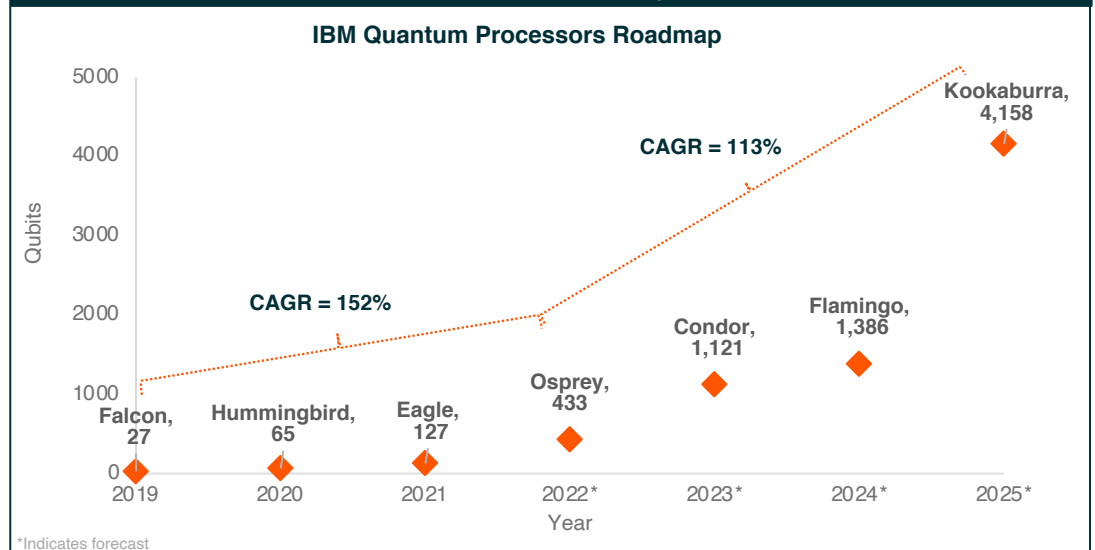 IBM Quantum Processors Roadmap
5000
4000
3000
2000
1000
0
Qubits
CAGR = 152%
CAGR = 113%
Falcon,
27
Hummingbird,
65
Eagle,
127
Osprey,
433
Condor,
1,121
Flamingo,
1,386
Kookaburra,
4,158
2019
2020
2021
2022*
2023*
2024*
2025*
Year
*Indicates forecast